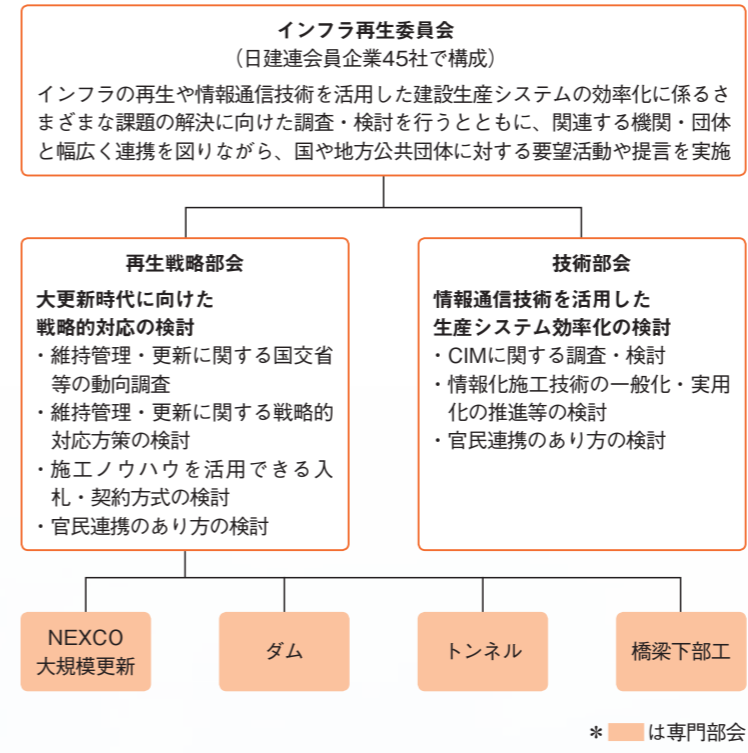 インフラ再生委員会
（日建連会員企業45社で構成）
インフラの再生や情報通信技術を活用した建設生産システムの効率化に係るさ
まざまな課題の解決に向けた調査・検討を行うとともに、関連する機関・団体
と幅広く連携を図りながら、国や地方公共団体に対する要望活動や提言を実施
再生戦略部会
大更新時代に向けた
戦略的対応の検討
・維持管理・更新に関する国交省
等の動向調査
・維持管理・更新に関する戦略的
対応方策の検討
・施工ノウハウを活用できる入
札・契約方式の検討
・官民連携のあり方の検討
技術部会
情報通信技術を活用した
生産システム効率化の検討
・CIMに関する調査・検討
・情報化施工技術の一般化・実用
化の推進等の検討
・官民連携のあり方の検討
NEXCO
大規模更新
ダム
トンネル
橋梁下部工
＊ は専門部会